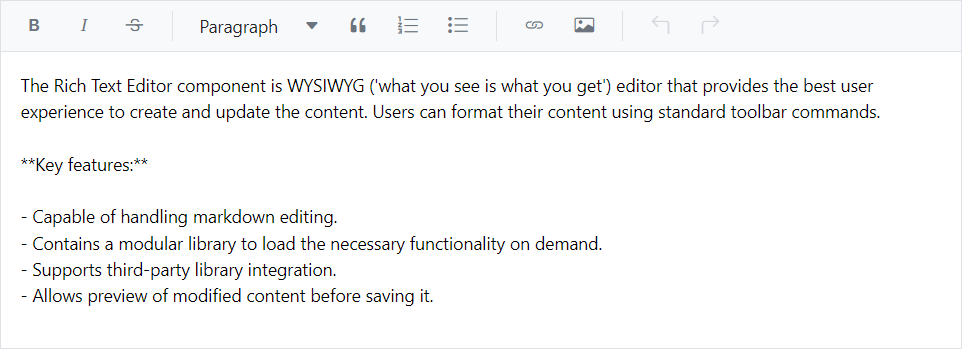 B I S Paragraph
The Rich Text Editor component is WYSIWYG ('what you see is what you get') editor that provides the best user
experience to create and update the content. Users can format their content using standard toolbar commands.
**Key features:**
- Capable of handling markdown editing.
- Contains a modular library to load the necessary functionality on demand.
- Supports third-party library integration.
- Allows preview of modified content before saving it.